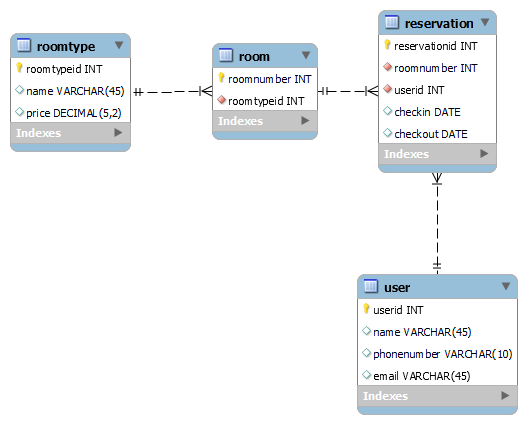 roomtype
roomtypeid INT
name VARCHAR(45)
price DECIMAL(5,2)
Indexes
room
roomnumber INT
roomtypeid INT
Indexes
reservation
reservationid INT
roomnumber INT
userid INT
checkin DATE
checkout DATE
Indexes
user
userid INT
name VARCHAR(45)
phonenumber VARCHAR(10)
email VARCHAR(45)
Indexes